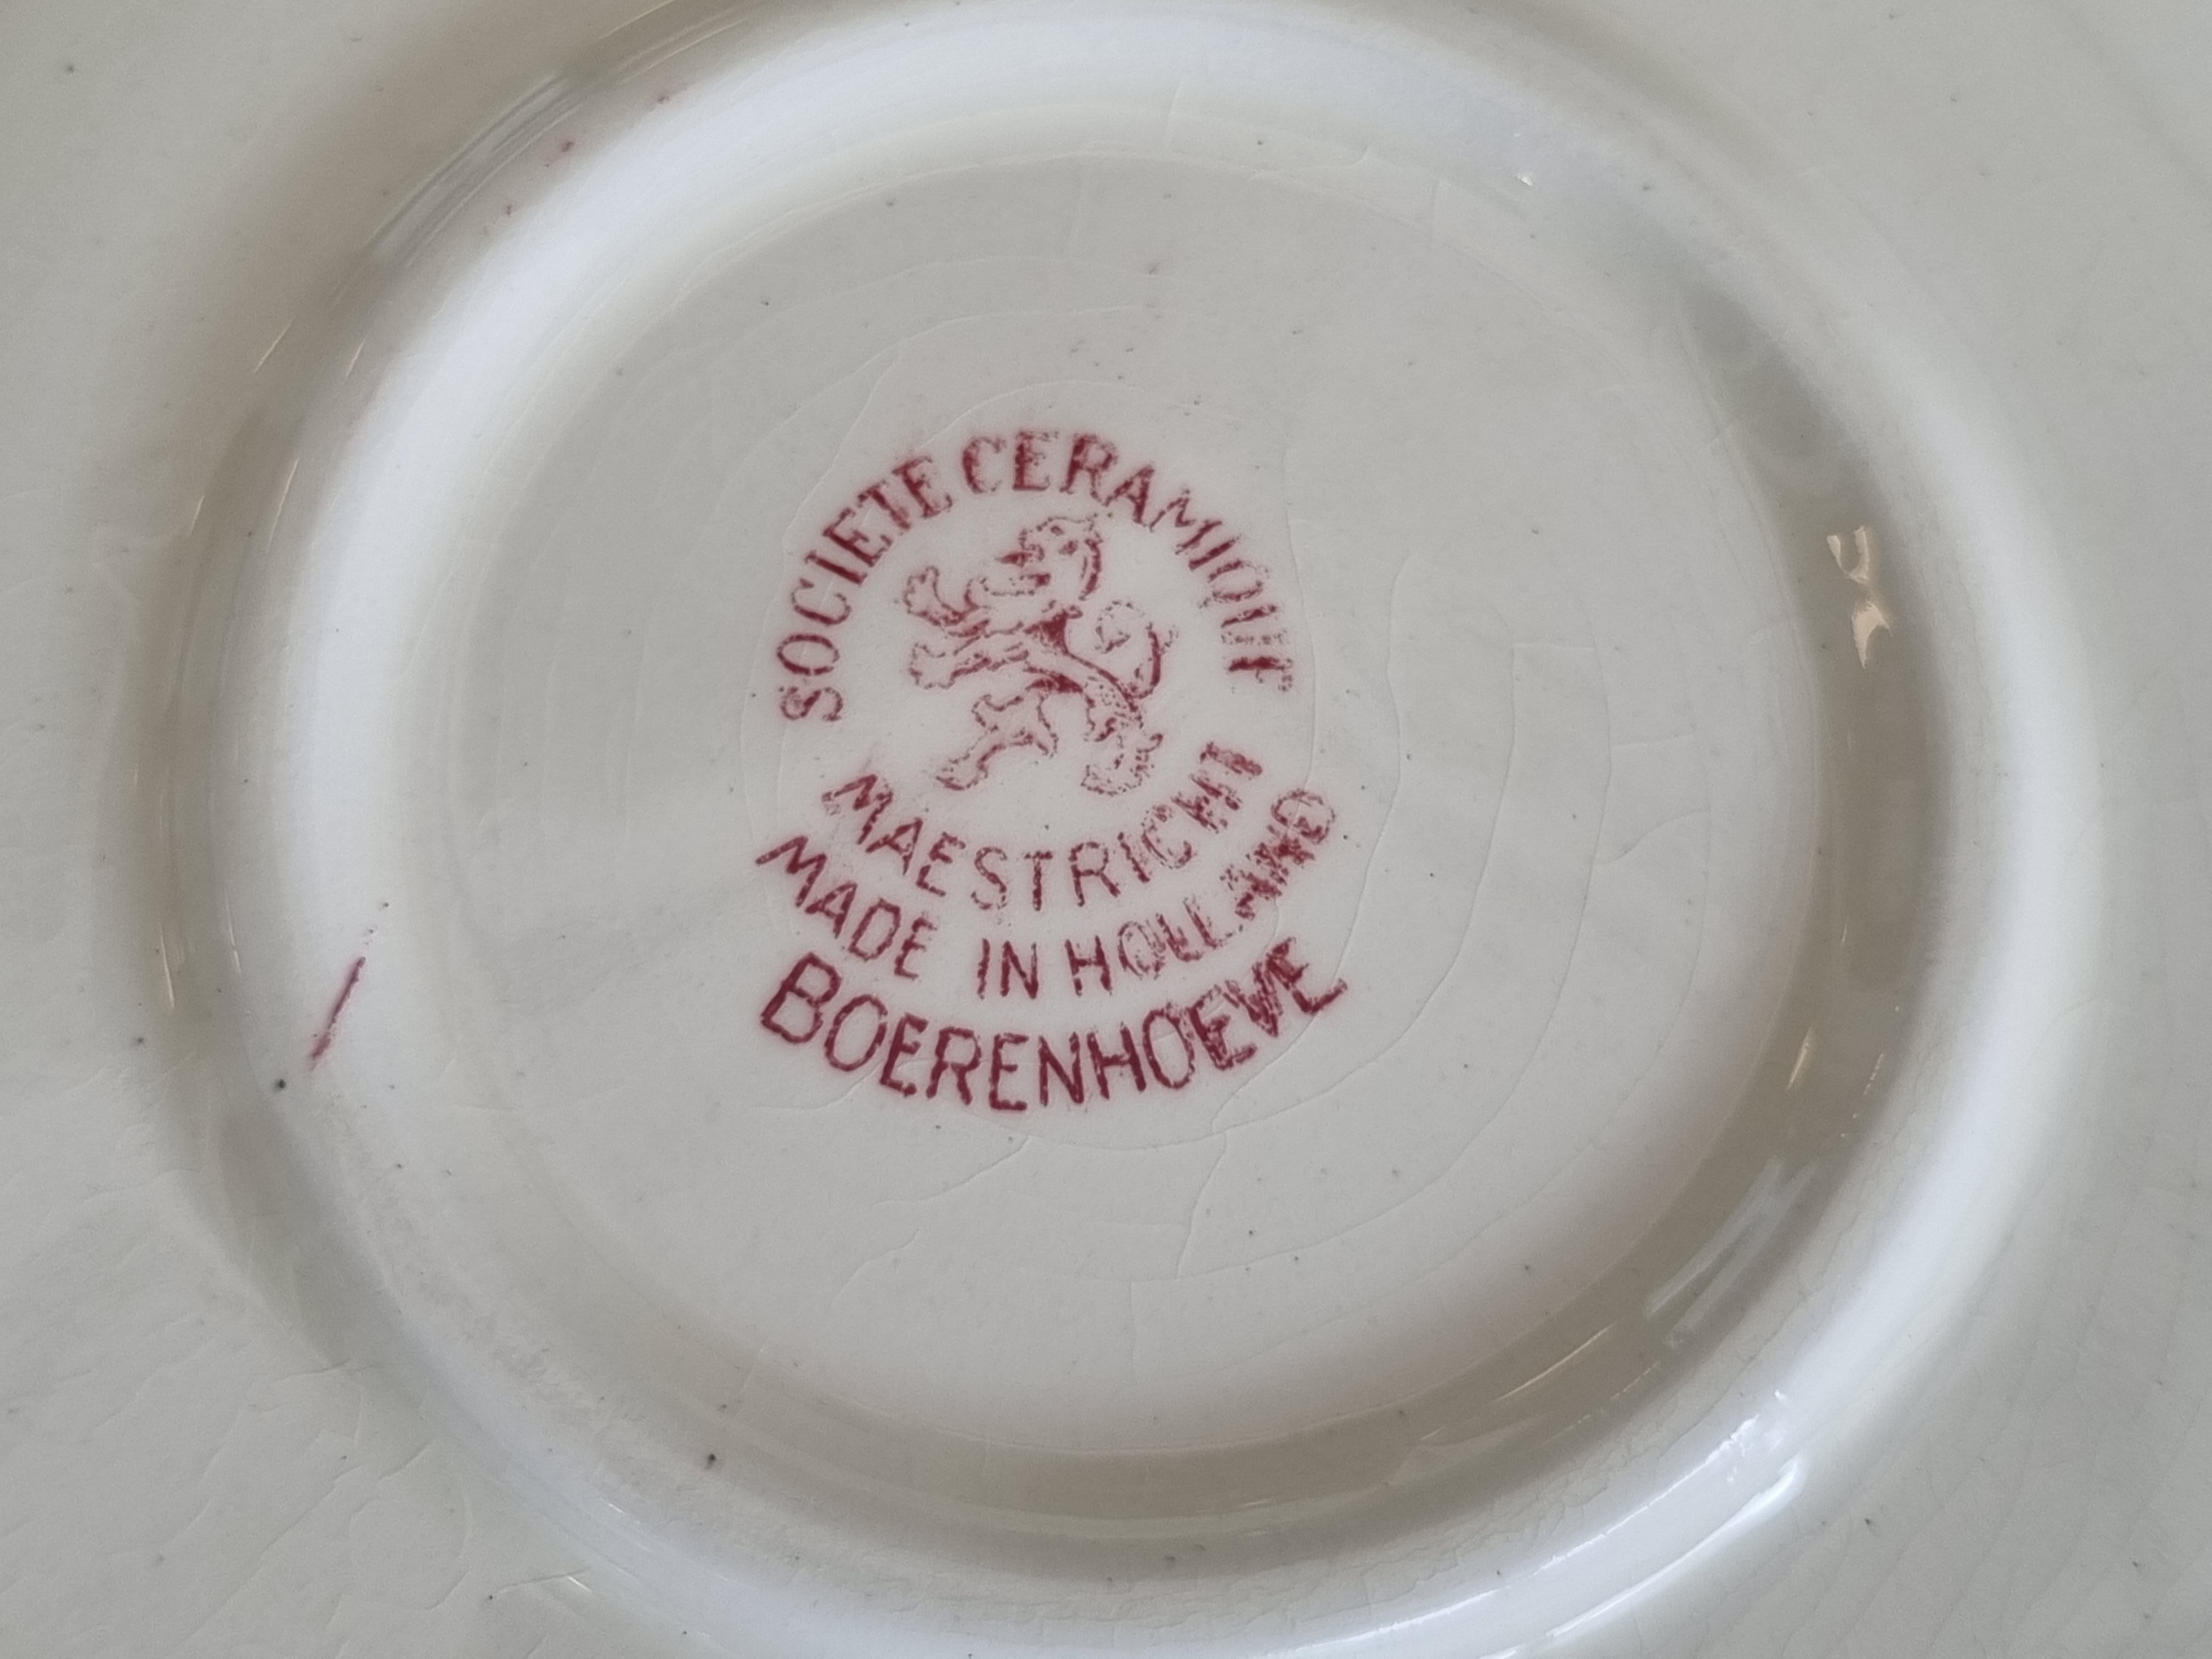 SOCIETE CERAMIQUE
MAESTRICHT
MADE IN HOLLAND
BOERENHOEVE